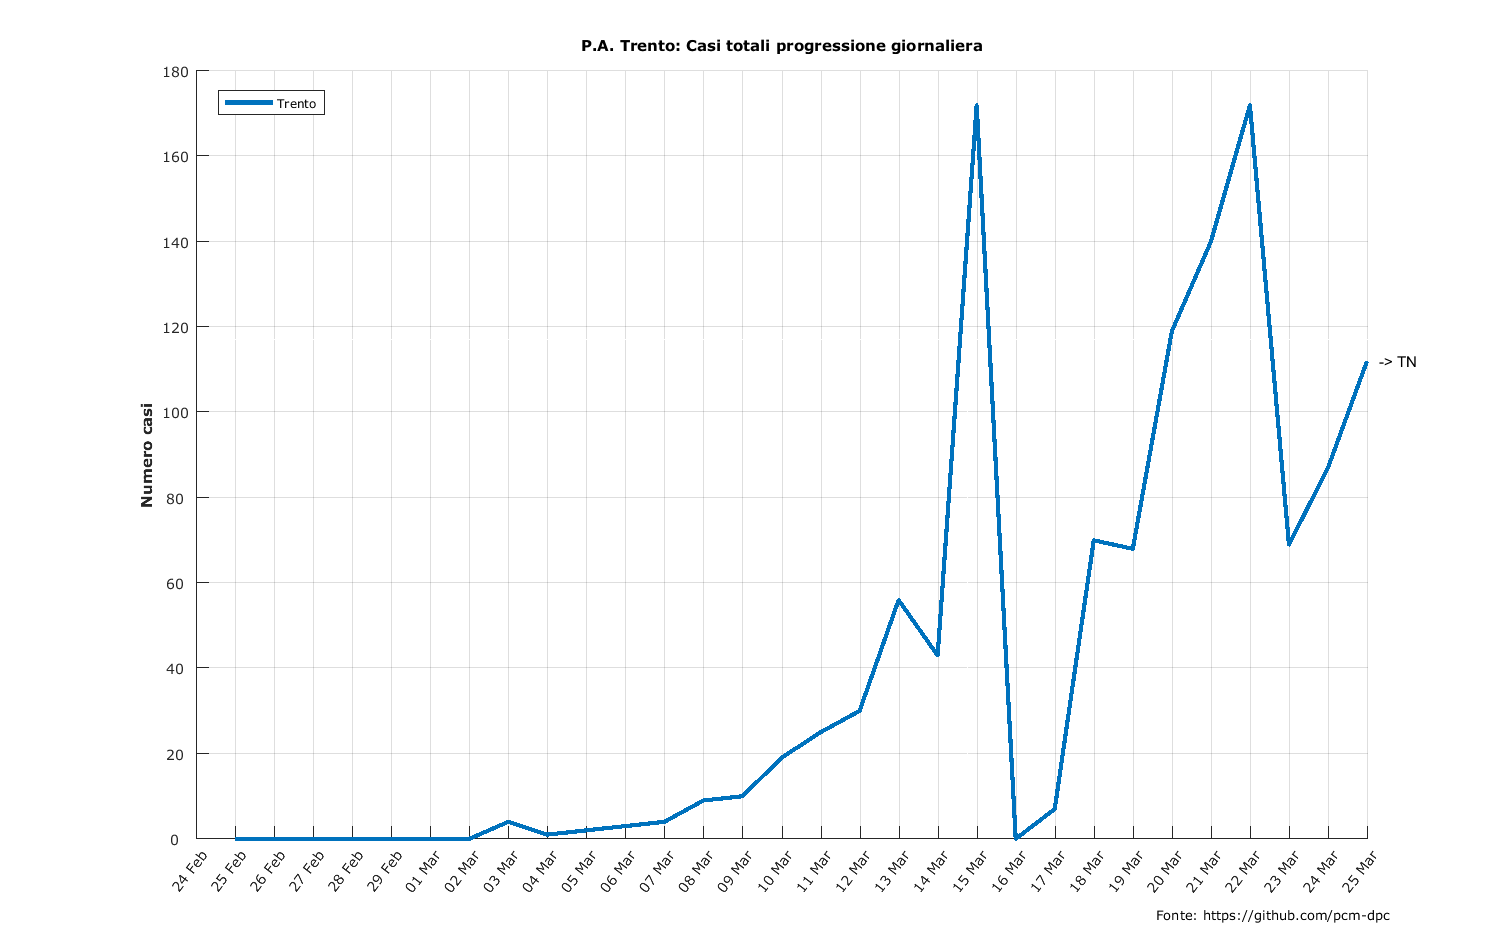 P.A. Trento: Casi totali progressione giornaliera
Trento
180
160
140
120
100
80
60
40
20
0
Numero casi
-> TN
24 Feb
25 Feb
26 Feb
27 Feb
28 Feb
29 Feb
01 Mar
02 Mar
03 Mar
04 Mar
05 Mar
06 Mar
07 Mar
08 Mar
09 Mar
10 Mar
11 Mar
12 Mar
13 Mar
14 Mar
15 Mar
16 Mar
17 Mar
18 Mar
19 Mar
20 Mar
21 Mar
22 Mar
23 Mar
24 Mar
25 Mar
Fonte: https://github.com/pcm-dpc